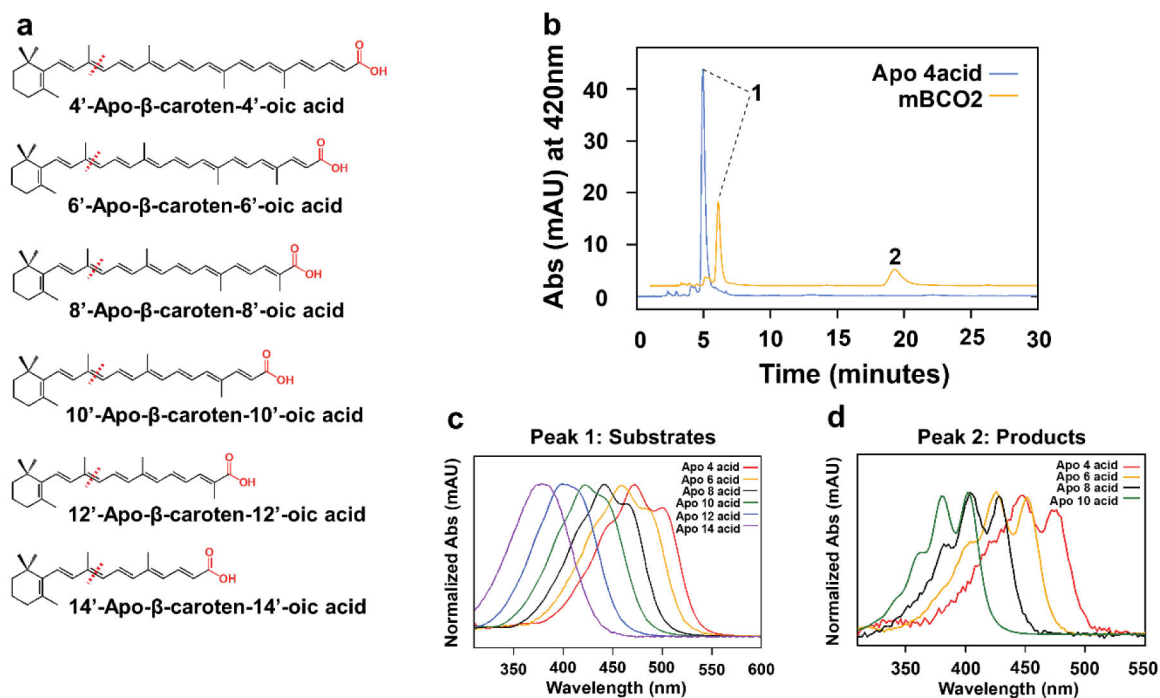 a
O
OH
4'-Apo-β-caroten-4'-oic acid
O
OH
6'-Apo-β-caroten-6'-oic acid
O
OH
8'-Apo-β-caroten-8'-oic acid
O
OH
10'-Apo-β-caroten-10'-oic acid
O
OH
12'-Apo-β-caroten-12'-oic acid
O
OH
14'-Apo-β-caroten-14'-oic acid
b
Abs (mAU) at 420nm
40
30
20
10
0
Apo 4acid
mBCO2
1
2
0 5 10 15 20 25 30
Time (minutes)
c
Peak 1: Substrates
Normalized Abs (mAU)
Apo 4 acid
Apo 6 acid
Apo 8 acid
Apo 10 acid
Apo 12 acid
Apo 14 acid
350 400 450 500 550 600
Wavelength (nm)
d
Peak 2: Products
Normalized Abs (mAU)
Apo 4 acid
Apo 6 acid
Apo 8 acid
Apo 10 acid
350 400 450 500 550
Wavelength (nm)